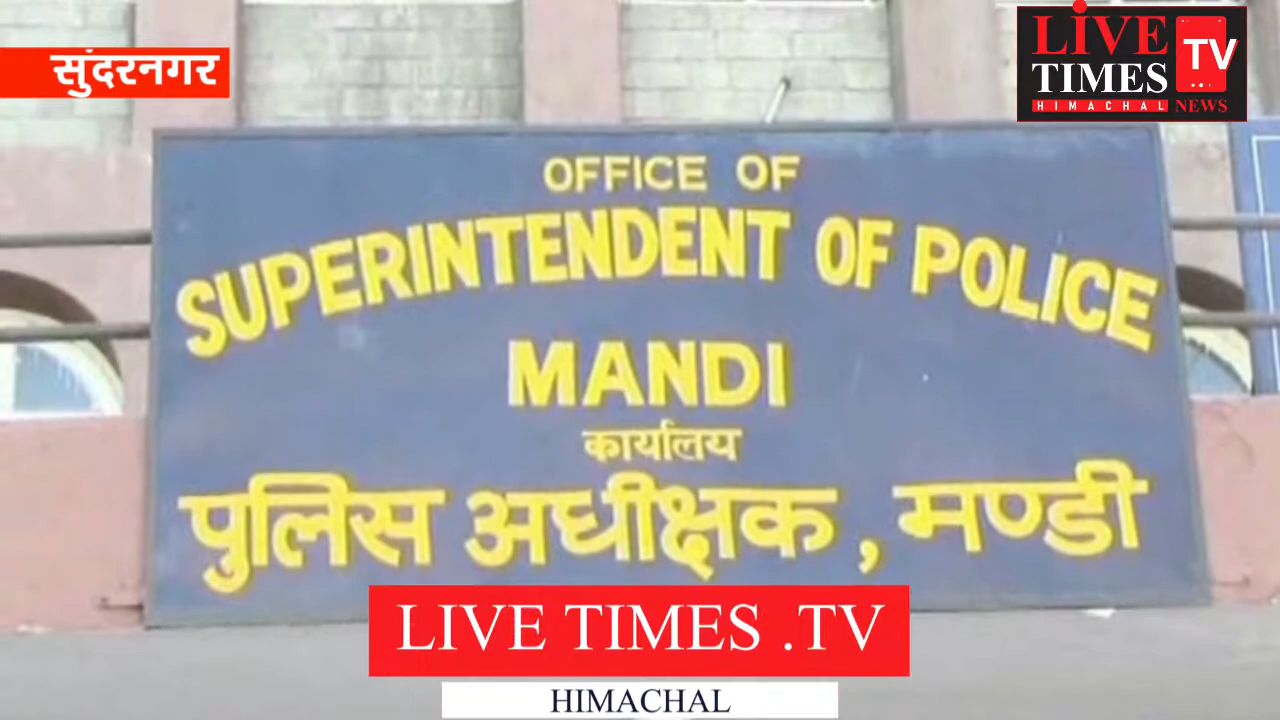 सुंदरनगर
LIVE
TIMES
TV
HIMACHAL NEWS
OFFICE OF
SUPERINTENDENT OF POLICE
MANDI
कार्यालय
पुलिस अधीक्षक, मण्डी
LIVE TIMES .TV
HIMACHAL